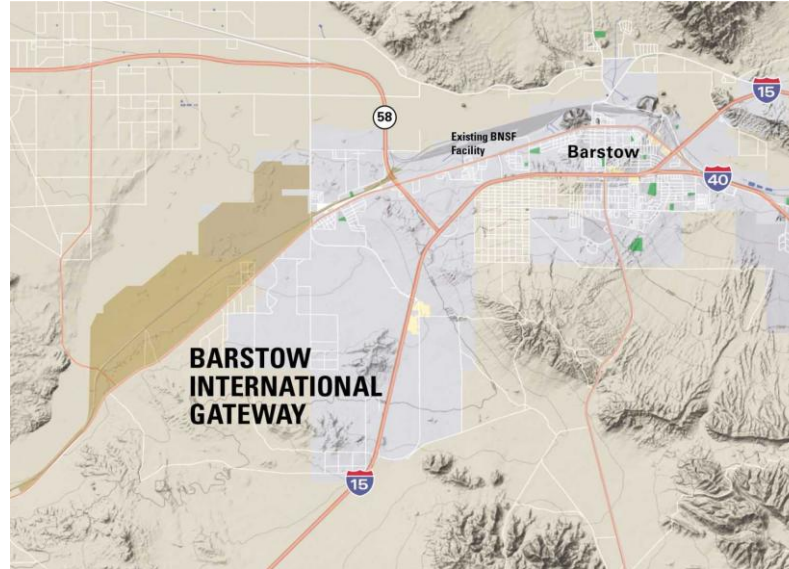 15
58
Existing BNSF
Facility
Barstow
40
BARSTOW
INTERNATIONAL
GATEWAY
15